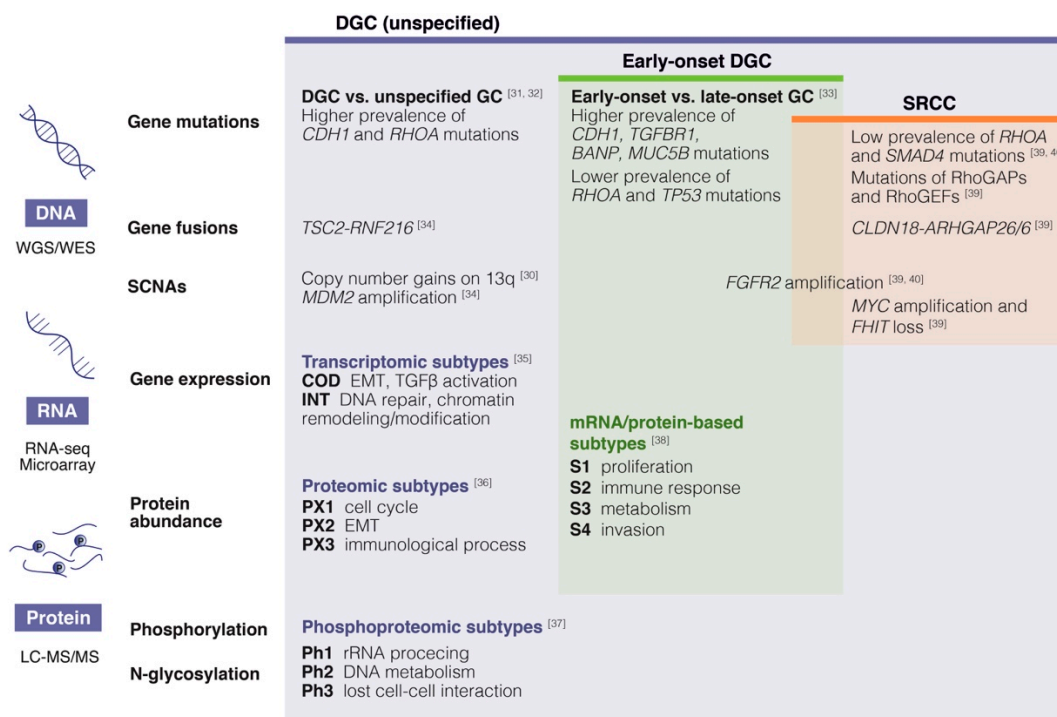 DGC (unspecified)
Early-onset DGC
SRCC
DNA
WGS/WES
RNA
RNA-seq
Microarray
P
P
P
Protein
LC-MS/MS
Gene mutations
DGC vs. unspecified GC [31, 32]
Higher prevalence of
CDH1 and RHOA mutations
Early-onset vs. late-onset GC [33]
Higher prevalence of
CDH1, TGFBR1,
BANP, MUC5B mutations
Lower prevalence of
RHOA and TP53 mutations
Low prevalence of RHOA
and SMAD4 mutations [39,
Mutations of RhoGAPs
and RhoGEFs [39]
Gene fusions
TSC2-RNF216 [34]
CLDN18-ARHGAP26/6 [39]
SCNAs
Copy number gains on 13q [30]
MDM2 amplification [34]
FGFR2 amplification [39, 40]
MYC amplification and
FHIT loss [39]
Gene expression
Transcriptomic subtypes [35]
COD EMT, TGFβ activation
INT DNA repair, chromatin
remodeling/modification
mRNA/protein-based
subtypes [38]
S1 proliferation
S2 immune response
S3 metabolism
S4 invasion
Protein
abundance
Proteomic subtypes [36]
PX1 cell cycle
PX2 EMT
PX3 immunological process
Phosphorylation
N-glycosylation
Phosphoproteomic subtypes [37]
Ph1 rRNA procecing
Ph2 DNA metabolism
Ph3 lost cell-cell interaction